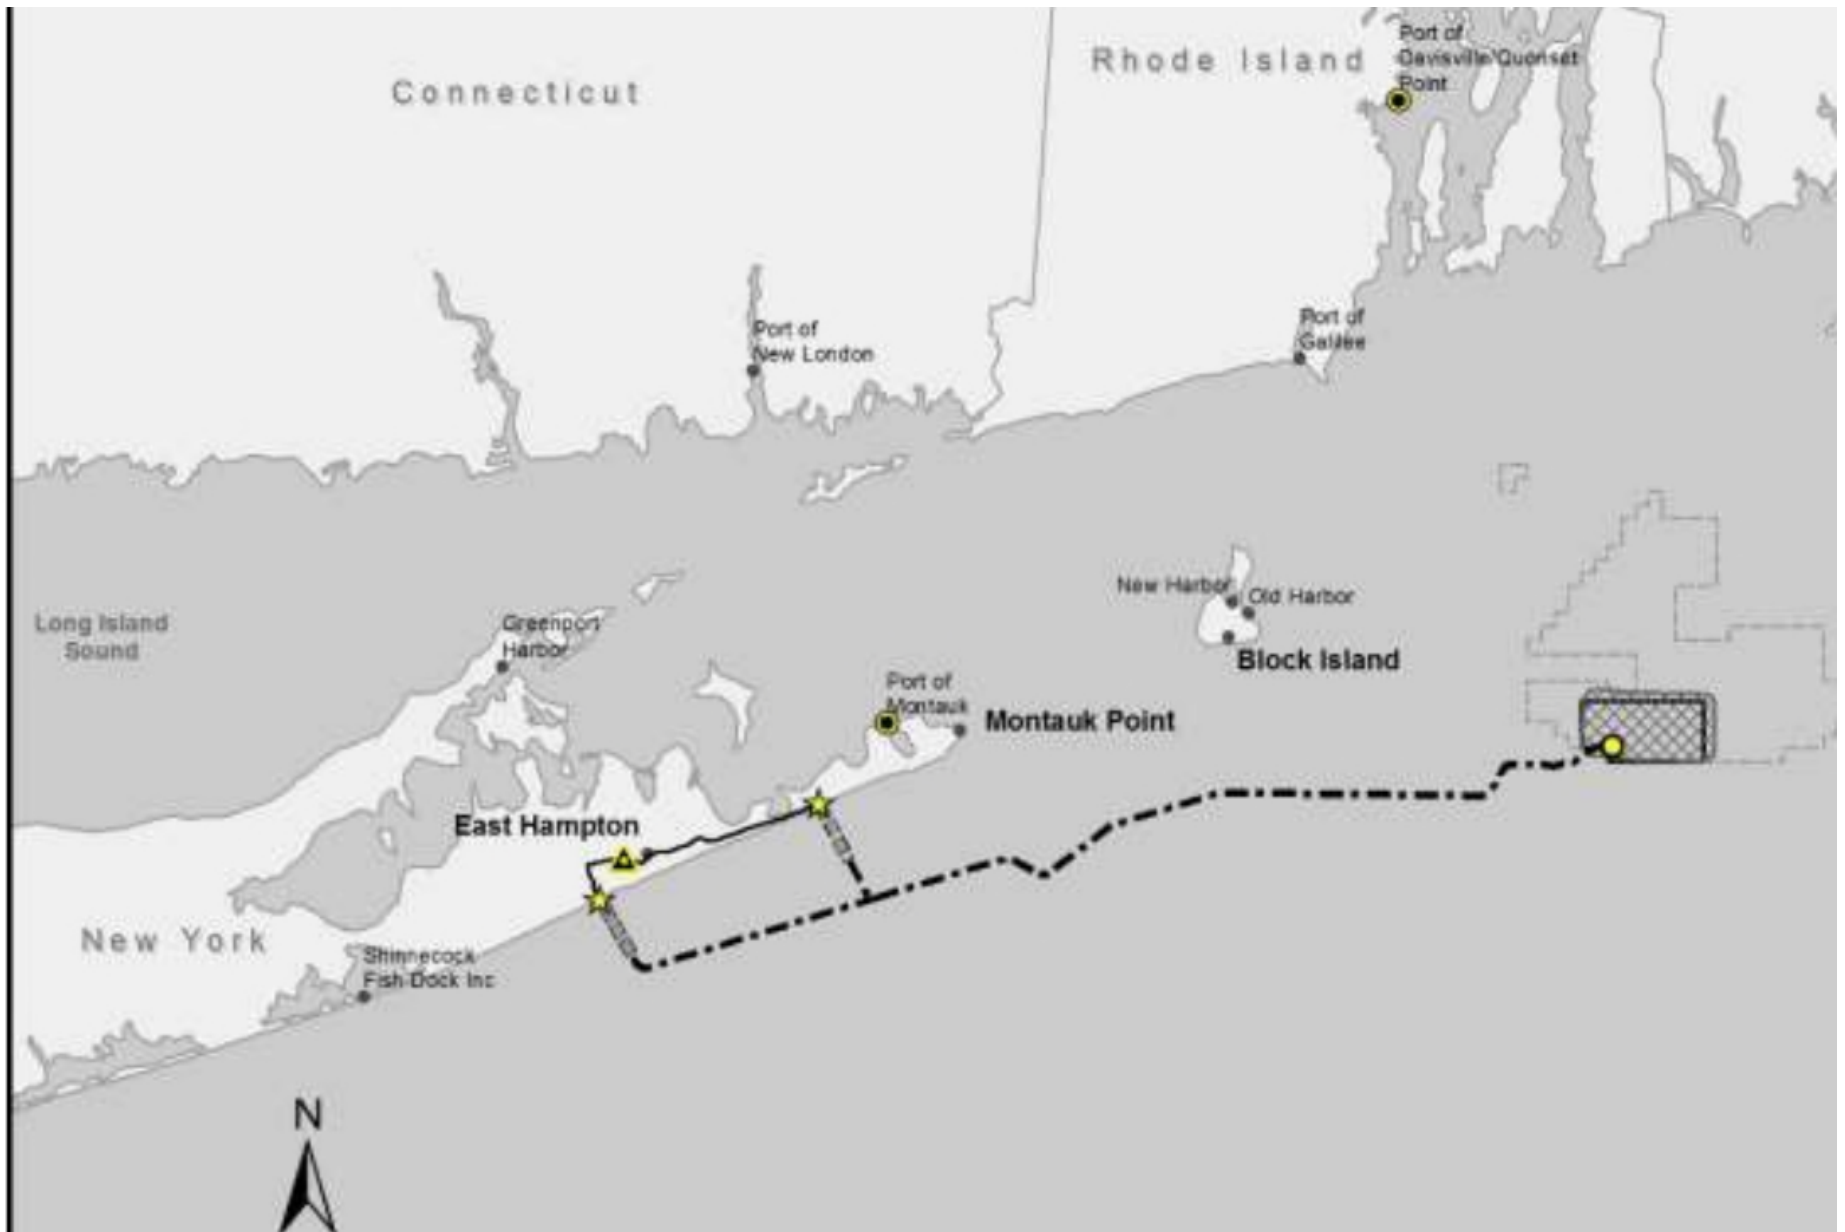 Port of
Davisville/Quonset
Point
Rhode Island
Connecticut
Port of
New London
Port of
Galilee
New Harbor
Old Harbor
Block Island
Long Island
Sound
Greenport
Harbor
Port of
Montauk
Montauk Point
East Hampton
New York
Shinnecock
Fish Dock Inc
N